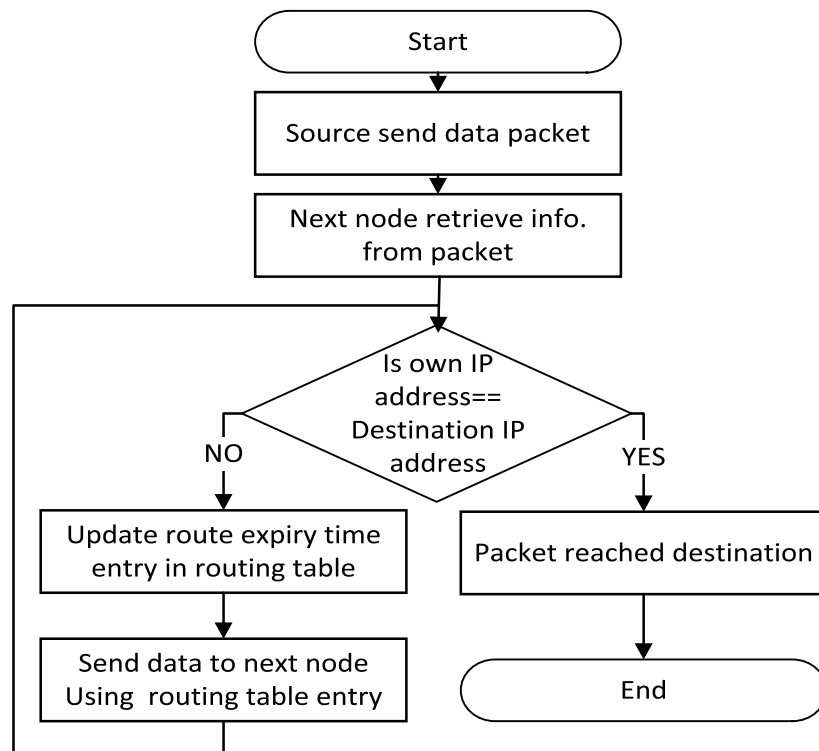 Start
Source send data packet
Next node retrieve info.
from packet
Is own IP
address==
Destination IP
address
NO
YES
Update route expiry time
entry in routing table
Packet reached destination
Send data to next node
Using routing table entry
End